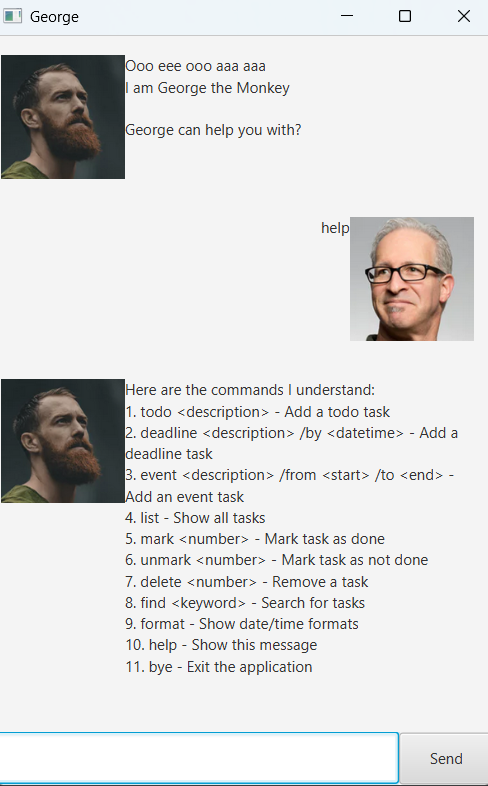 George
Ooo eee ooo aaa aaa
I am George the Monkey
George can help you with?
help
Here are the commands I understand:
1. todo <description> - Add a todo task
2. deadline <description> /by <datetime> - Add a
deadline task
3. event <description> /from <start> /to <end> -
Add an event task
4. list - Show all tasks
5. mark <number> - Mark task as done
6. unmark <number> - Mark task as not done
7. delete <number> - Remove a task
8. find <keyword> - Search for tasks
9. format - Show date/time formats
10. help - Show this message
11. bye - Exit the application
Send